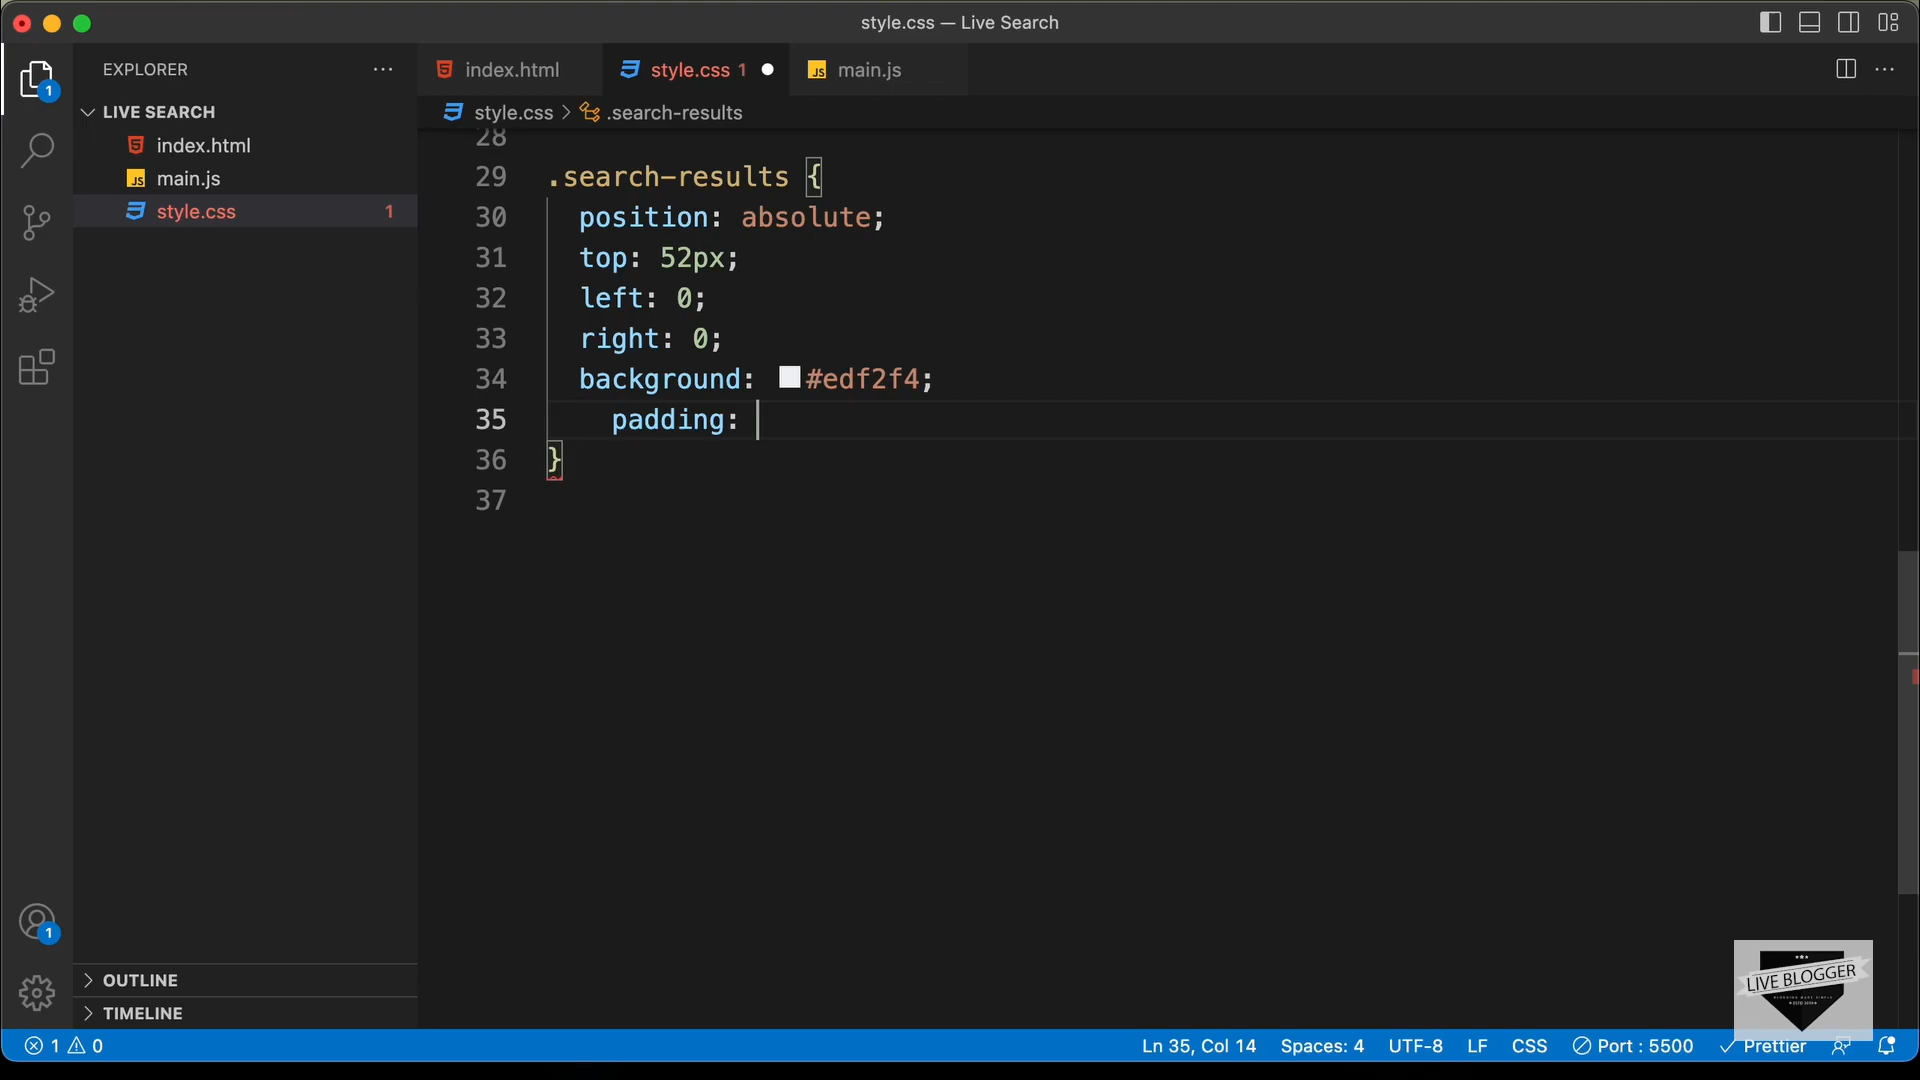 style.css — Live Search
EXPLORER
index.html
style.css 1
main.js
1
LIVE SEARCH
style.css
.search-results
index.html
main.js
style.css
1
28
29 .search-results {
30 position: absolute;
31 top: 52px;
32 left: 0;
33 right: 0;
34 background: #edf2f4;
35 padding:
36 }
37
1
OUTLINE
TIMELINE
LIVE BLOGGER
1 0
Ln 35, Col 14
Spaces: 4
UTF-8
LF
CSS
Port : 5500
Prettier